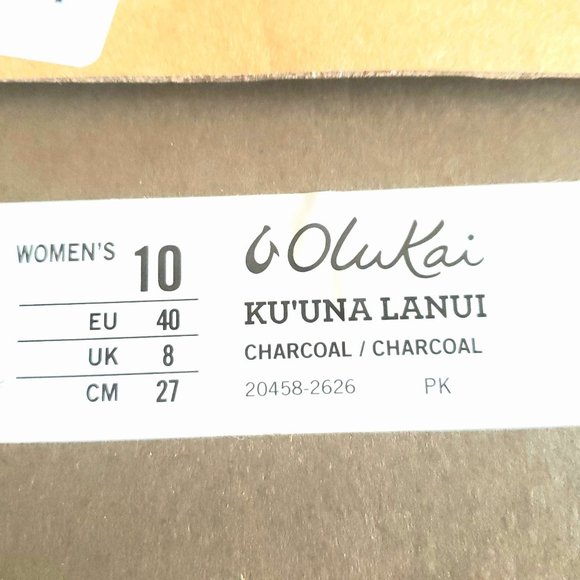 WOMEN'S 10
EU 40
UK 8
CM 27
OluKai
KU'UNA LANUI
CHARCOAL / CHARCOAL
20458-2626 PK